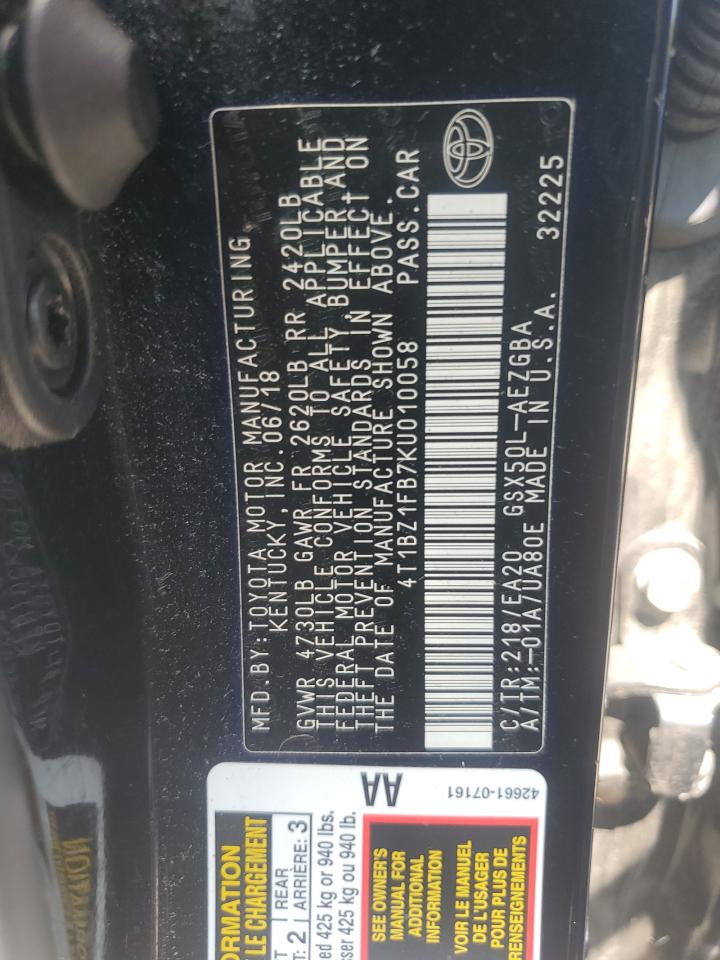 MFD. BY: TOYOTA MOTOR MANUFACTURING,
KENTUCKY, INC. 06/18
GVWR 4730LB GAWR FR 2620LB RR 2420LB
THIS VEHICLE CONFORMS TO ALL APPLICABLE
FEDERAL MOTOR VEHICLE SAFETY, BUMPER, AND
THEFT PREVENTION STANDARDS IN EFFECT ON
THE DATE OF MANUFACTURE SHOWN ABOVE.
4T1BZ1FB7KU010058 PASS. CAR
C/TR: 218/EA20 GSX50L-AEZGBA
A/TM: -01A/UA80E MADE IN U.S.A. 32225
AA
42661-07161
LE CHARGEMENT
2 REAR
ARRIÈRE: 3
425 kg or 940 lbs.
425 kg ou 940 lb.
SEE OWNER'S
MANUAL FOR
ADDITIONAL
INFORMATION
VOIR LE MANUEL
DE L'USAGER
POUR PLUS DE
RENSEIGNEMENTS